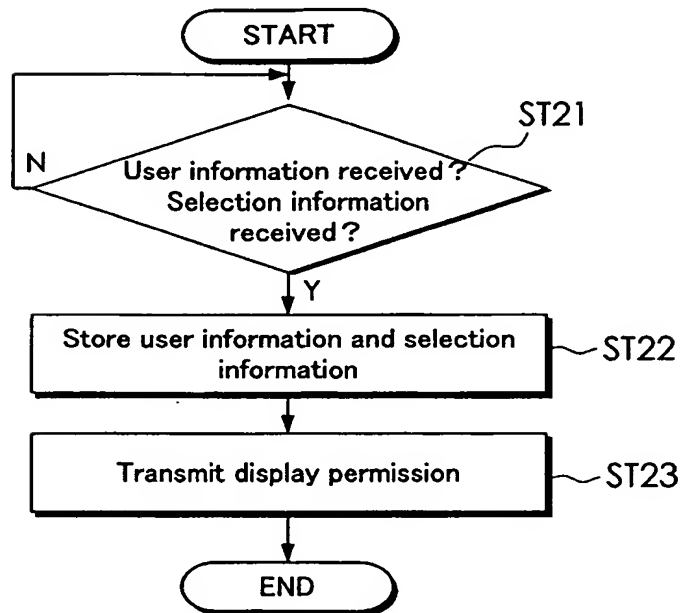 START
ST21
N
User information received?
Selection information
received?
Y
Store user information and selection
information
ST22
Transmit display permission
ST23
END